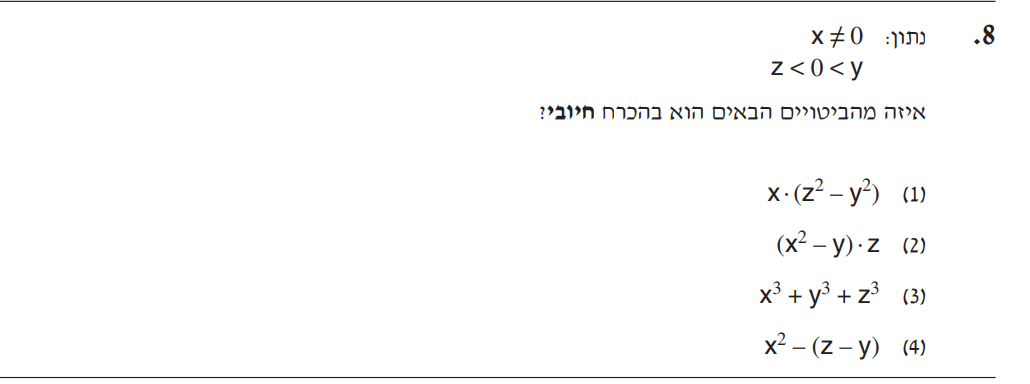 .8 נתון: x ≠ 0
z < 0 < y
איזה מהביטויים הבאים הוא בהכרח חיובי?
(1) x · (z² – y²)
(2) (x² – y) · z
(3) x³ + y³ + z³
(4) x² – (z – y)